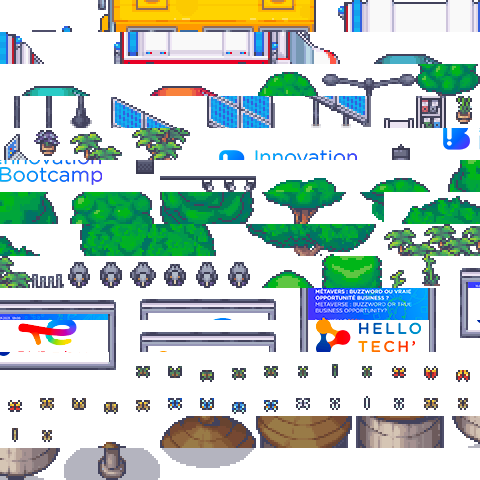 Innovation
Innovation
Bootcamp
METAVERS : BUZZWORD OU VRAIE
OPPORTUNITÉ BUSINESS ?
METAVERSE : BUZZWORD OR TRUE
BUSINESS OPPORTUNITY?
HELLO
TECH'